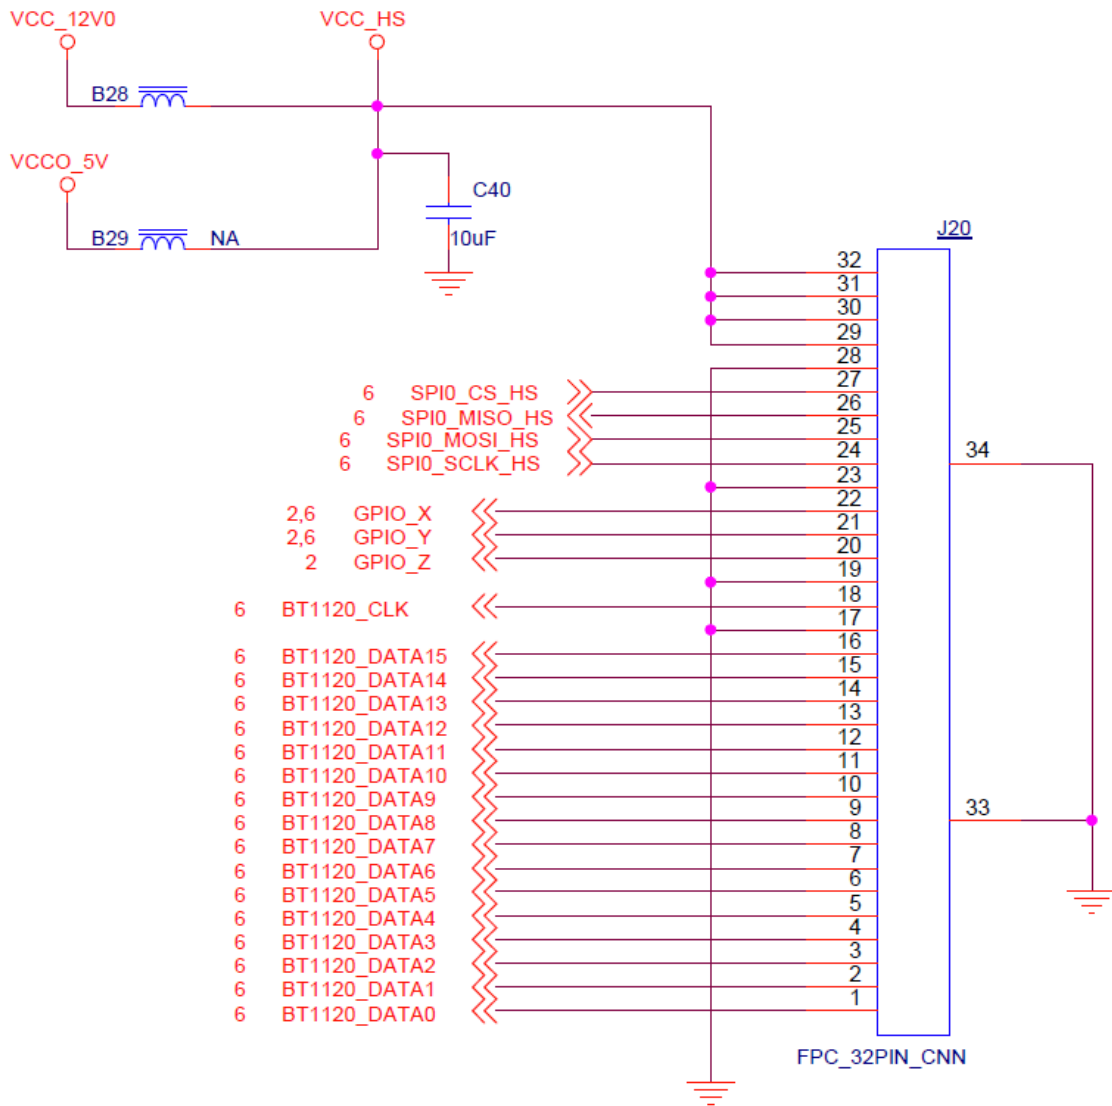 VCC_12V0 VCC_HS
B28
VCCO_5V
C40
B29 NA 10uF
J20
32
31
30
29
28
6 SPI0_CS_HS 27
6 SPI0_MISO_HS 26
6 SPI0_MOSI_HS 25
6 SPI0_SCLK_HS 24 34
23
2,6 GPIO_X 22
2,6 GPIO_Y 21
2 GPIO_Z 20
19
6 BT1120_CLK 18
17
6 BT1120_DATA15 16
6 BT1120_DATA14 15
6 BT1120_DATA13 14
6 BT1120_DATA12 13
6 BT1120_DATA11 12
6 BT1120_DATA10 11
6 BT1120_DATA9 10
6 BT1120_DATA8 9 33
6 BT1120_DATA7 8
6 BT1120_DATA6 7
6 BT1120_DATA5 6
6 BT1120_DATA4 5
6 BT1120_DATA3 4
6 BT1120_DATA2 3
6 BT1120_DATA1 2
6 BT1120_DATA0 1
FPC_32PIN_CNN